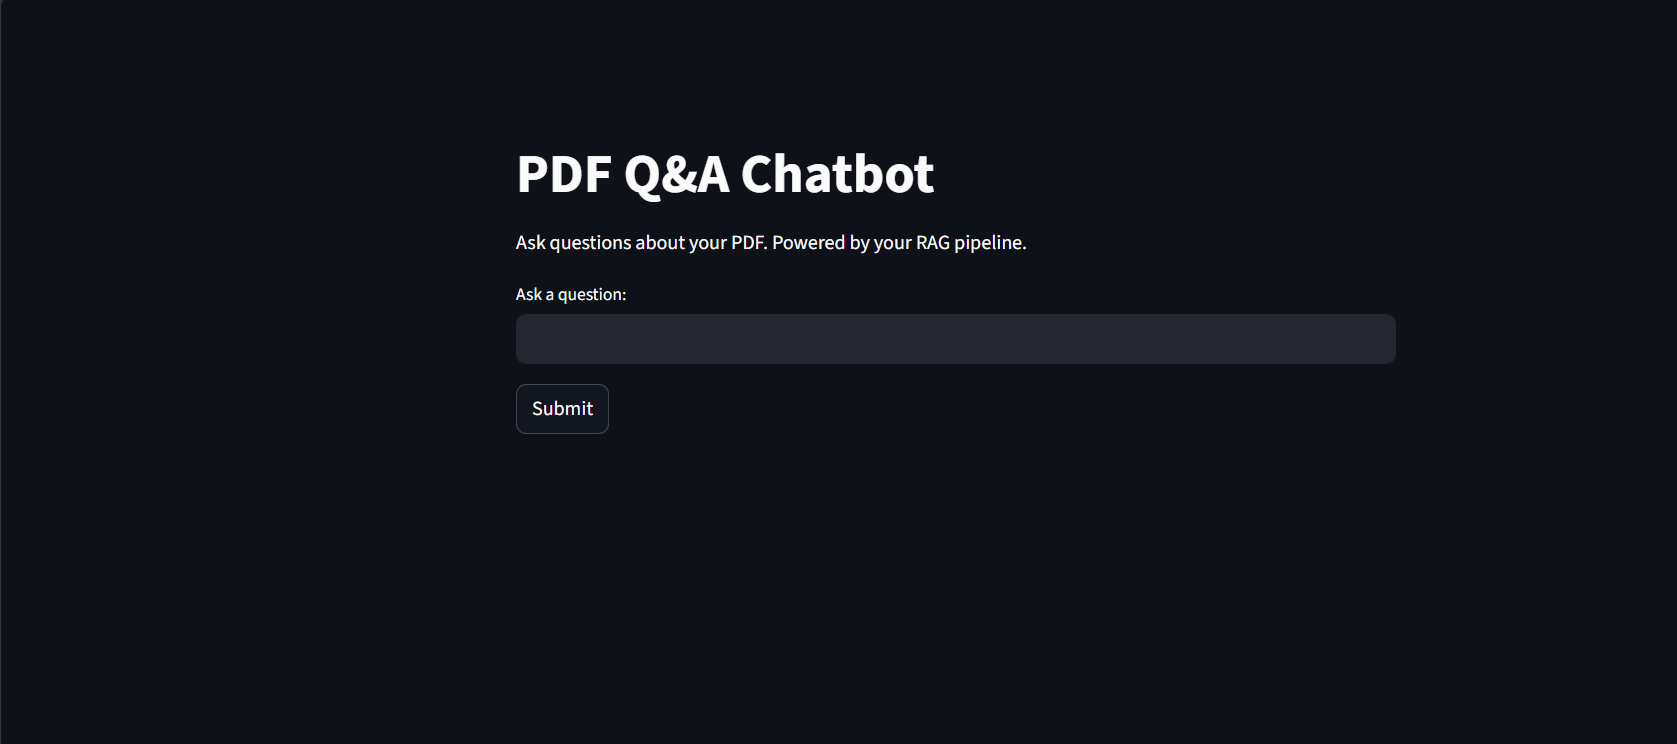 PDF Q&A Chatbot
Ask questions about your PDF. Powered by your RAG pipeline.
Ask a question:
Submit